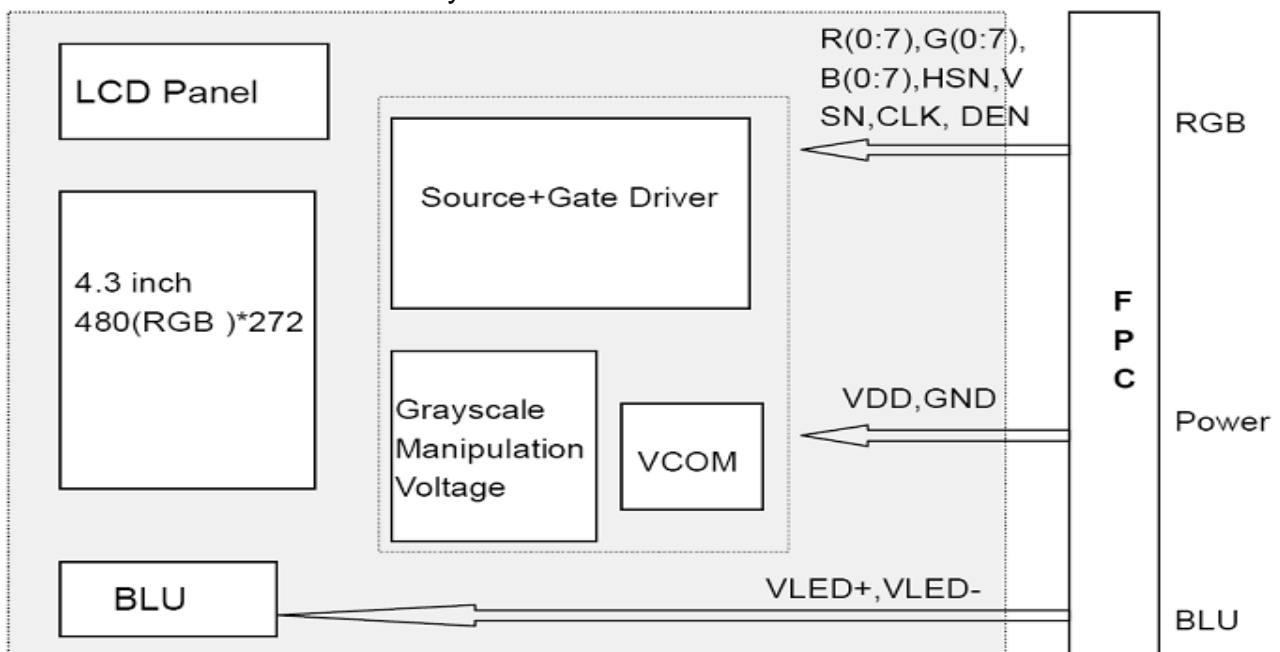 LCD Panel
4.3 inch
480(RGB )*272
BLU
Source+Gate Driver
Grayscale
Manipulation
Voltage
VCOM
R(0:7),G(0:7),
B(0:7),HSN,V
SN,CLK, DEN
VDD,GND
VLED+,VLED-
F
P
C
RGB
Power
BLU